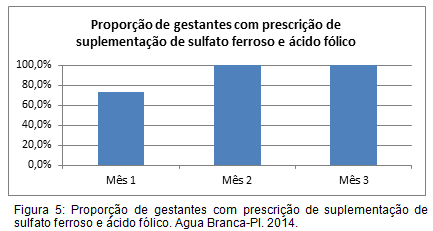 Proporção de gestantes com prescrição de
suplementação de sulfato ferroso e ácido fólico
100,0%
80,0%
60,0%
40,0%
20,0%
0,0%
Mês 1 Mês 2 Mês 3
Figura 5: Proporção de gestantes com prescrição de suplementação de
sulfato ferroso e ácido fólico. Agua Branca-PI. 2014.